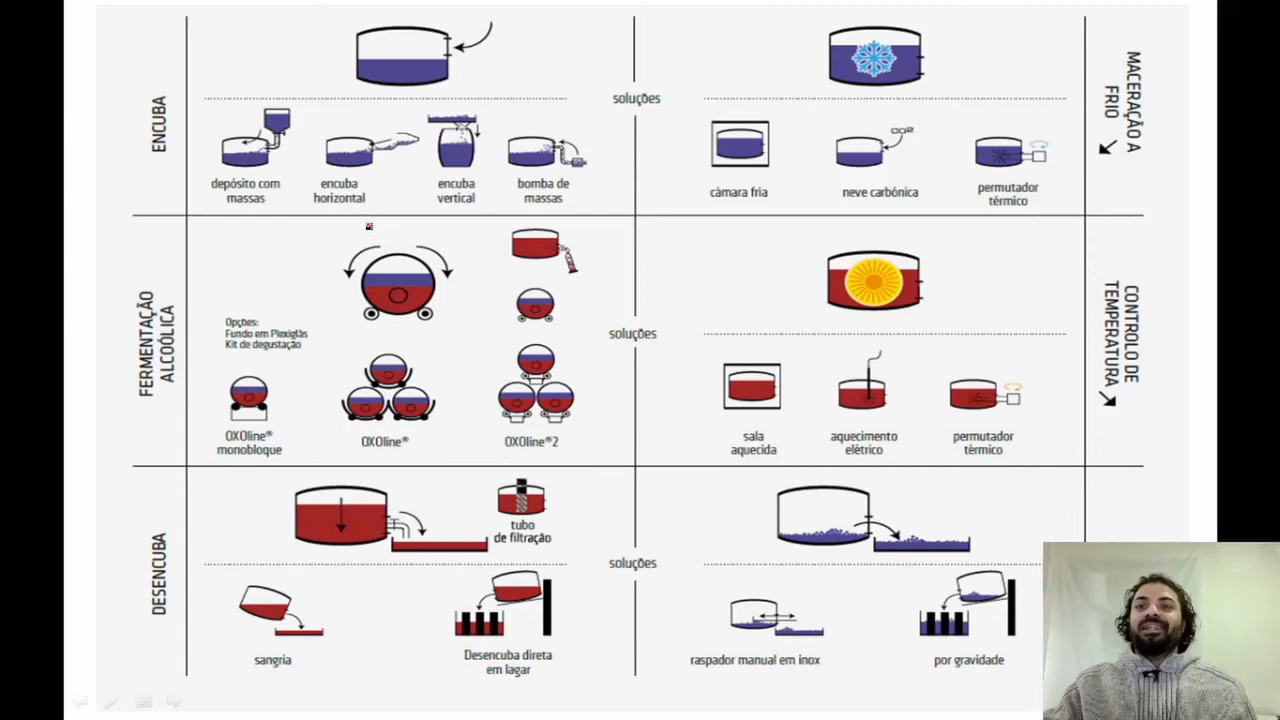 ENCUBA
soluções
MACERAÇÃO A
FRIO
depósito com
massas
encuba
horizontal
encuba
vertical
bomba de
massas
câmara fria
CO2
neve carbónica
permutador
térmico
FERMENTAÇÃO
ALCOÓLICA
Opções:
Fundo em Plexiglás
Kit de degustação
soluções
CONTROLO DE
TEMPERATURA
OXOline®
monobloque
OXOline®
OXOline®2
sala
aquecida
aquecimento
elétrico
permutador
térmico
DESENCUBA
tubo
de filtração
soluções
sangria
Desencuba direta
em lagar
raspador manual em inox
por gravidade